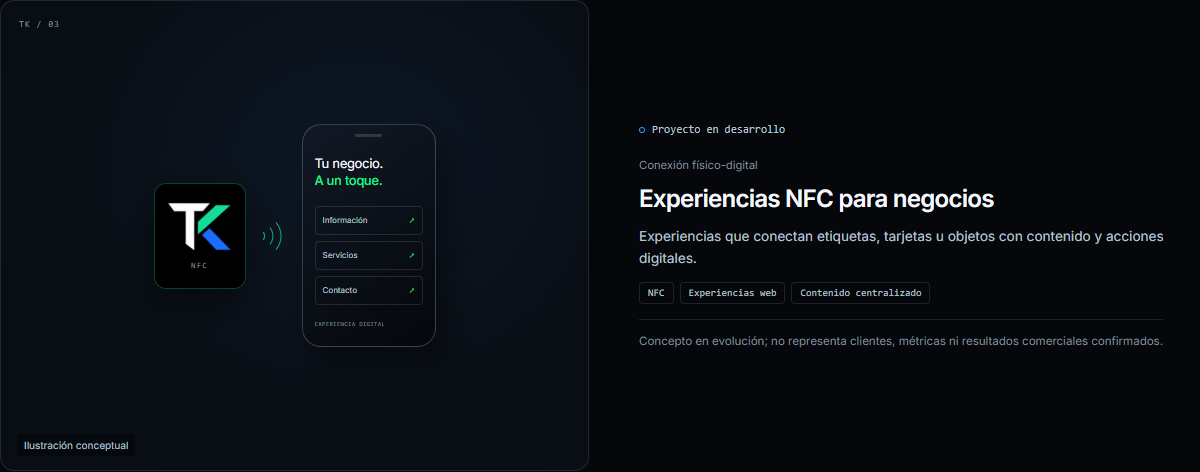 TK / 03
TK
NFC
Tu negocio.
A un toque.
Información ↗
Servicios ↗
Contacto ↗
EXPERIENCIA DIGITAL
Ilustración conceptual
Proyecto en desarrollo
Conexión físico-digital
Experiencias NFC para negocios
Experiencias que conectan etiquetas, tarjetas u objetos con contenido y acciones
digitales.
NFC Experiencias web Contenido centralizado
Concepto en evolución; no representa clientes, métricas ni resultados comerciales confirmados.